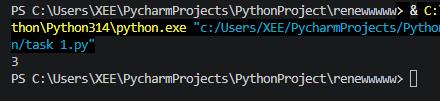 PS C:\Users\XEE\PycharmProjects\PythonProject\renewwww> & C:
thon\Python314\python.exe "c:/Users/XEE/PycharmProjects/Pytho
n/task 1.py"
3
PS C:\Users\XEE\PycharmProjects\PythonProject\renewwww>